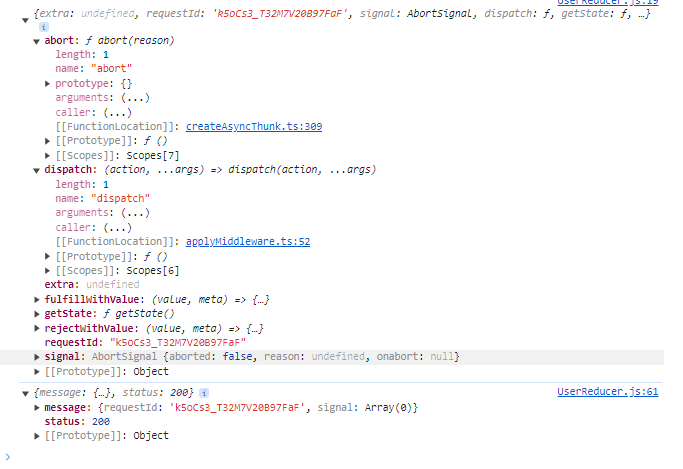 UserReducer.js:19
{extra: undefined, requestId: 'k5oCs3_T32M7V20B97FaF', signal: AbortSignal, dispatch: ƒ, getState: ƒ, …}
i
abort: ƒ abort(reason)
length: 1
name: "abort"
prototype: {}
arguments: (...)
caller: (...)
[[FunctionLocation]]: createAsyncThunk.ts:309
[[Prototype]]: ƒ ()
[[Scopes]]: Scopes[7]
dispatch: (action, ...args) => dispatch(action, ...args)
length: 1
name: "dispatch"
arguments: (...)
caller: (...)
[[FunctionLocation]]: applyMiddleware.ts:52
[[Prototype]]: ƒ ()
[[Scopes]]: Scopes[6]
extra: undefined
fulfillWithValue: (value, meta) => {…}
getState: ƒ getState()
rejectWithValue: (value, meta) => {…}
requestId: "k5oCs3_T32M7V20B97FaF"
signal: AbortSignal {aborted: false, reason: undefined, onabort: null}
[[Prototype]]: Object
{message: {…}, status: 200} i UserReducer.js:61
message: {requestId: 'k5oCs3_T32M7V20B97FaF', signal: Array(0)}
status: 200
[[Prototype]]: Object